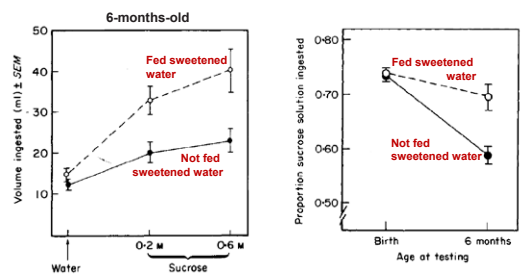 6-months-old
Volume ingested (ml) ± SEM
50
40
30
20
10
Fed sweetened
water
Not fed
sweetened water
0·2 M
0·6 M
Water
Sucrose
Proportion sucrose solution ingested
0·80
0·70
0·60
0·50
Fed sweetened
water
Not fed
sweetened water
Birth
6 months
Age at testing